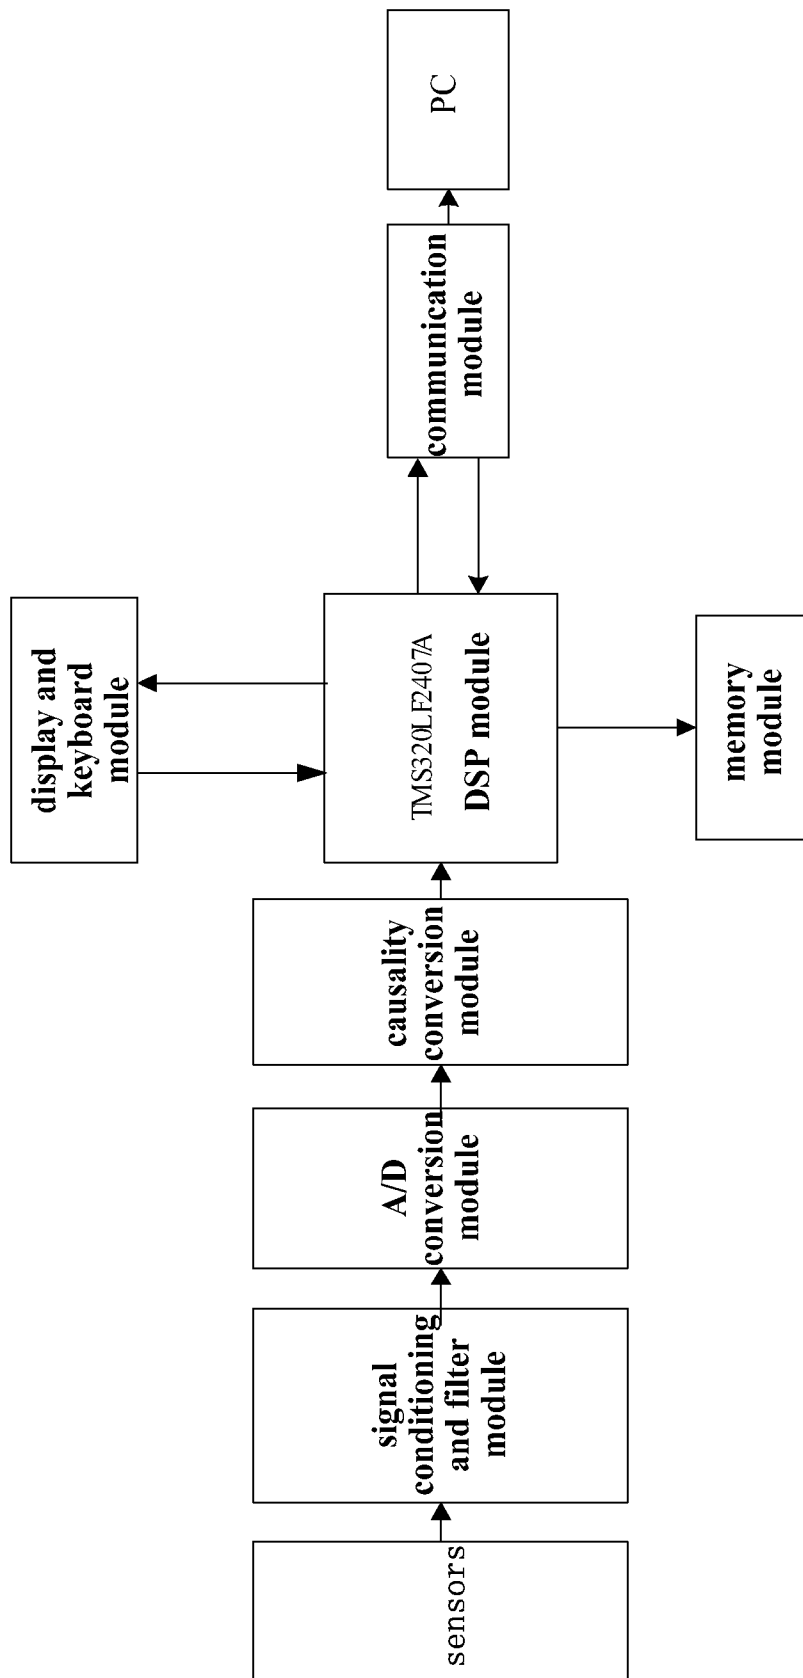 sensors
signal
conditioning
and filter
module
A/D
conversion
module
causality
conversion
module
TMS320LF2407A
DSP module
display and
keyboard
module
memory
module
communication
module
PC